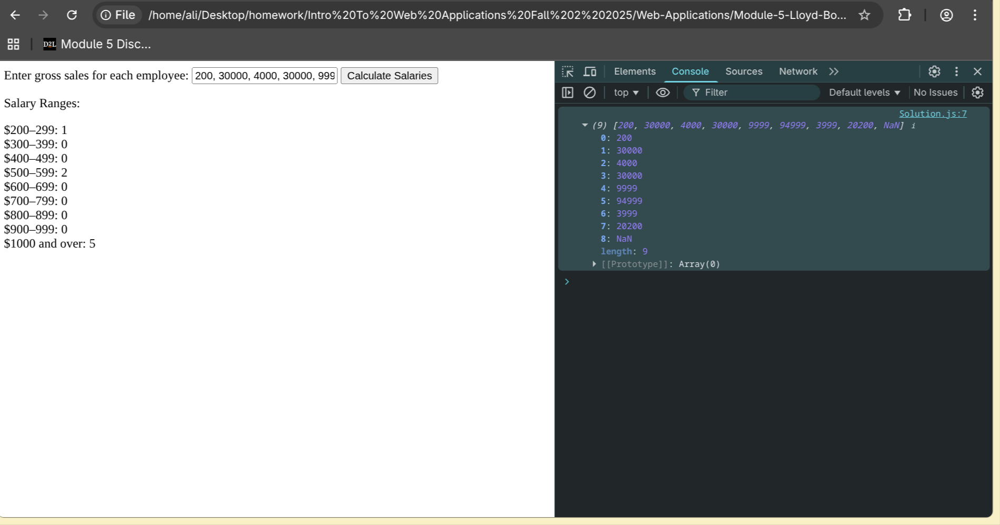 File /home/ali/Desktop/homework/Intro%20To%20Web%20Applications%20Fall%202%202025/Web-Applications/Module-5-Lloyd-Bo...
D2L Module 5 Disc...
Enter gross sales for each employee: 200, 30000, 4000, 30000, 999 Calculate Salaries
Salary Ranges:
$200–299: 1
$300–399: 0
$400–499: 0
$500–599: 2
$600–699: 0
$700–799: 0
$800–899: 0
$900–999: 0
$1000 and over: 5
Elements Console Sources Network
top Filter Default levels No Issues
Solution.js:7
(9) [200, 30000, 4000, 30000, 9999, 94999, 3999, 20200, NaN] i
0: 200
1: 30000
2: 4000
3: 30000
4: 9999
5: 94999
6: 3999
7: 20200
8: NaN
length: 9
[[Prototype]]: Array(0)